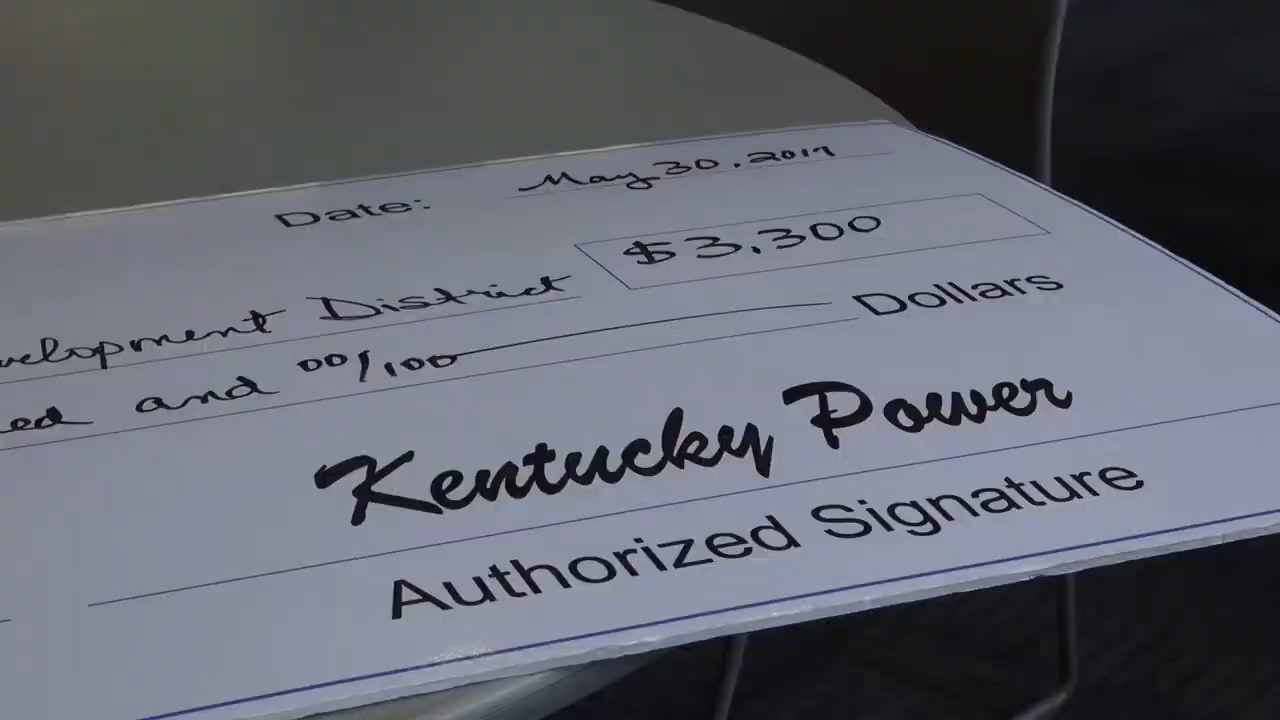 Date: May 30, 2017
velopment District $3,300
ed and 00/100 Dollars
Kentucky Power
Authorized Signature